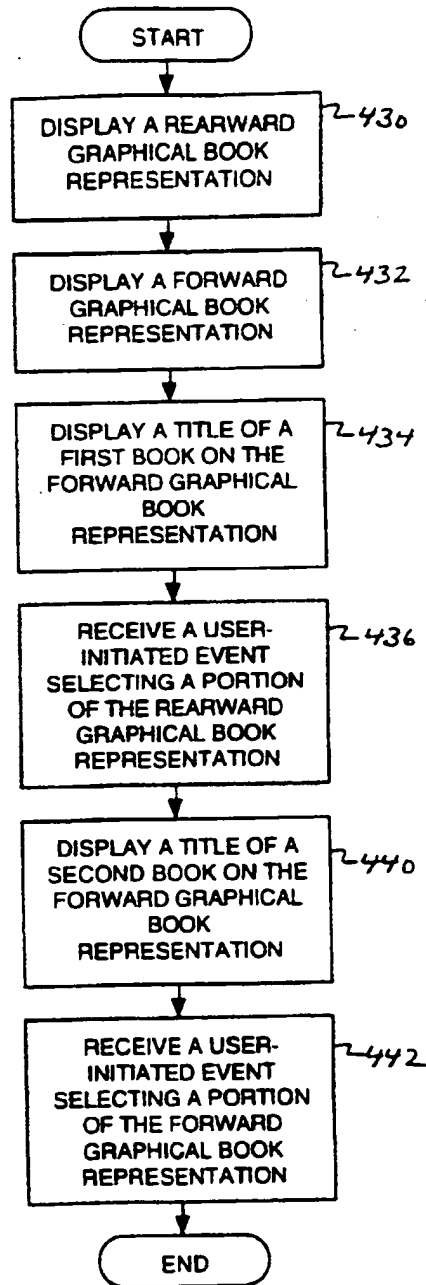 START
DISPLAY A REARWARD
GRAPHICAL BOOK
REPRESENTATION
430
DISPLAY A FORWARD
GRAPHICAL BOOK
REPRESENTATION
432
DISPLAY A TITLE OF A
FIRST BOOK ON THE
FORWARD GRAPHICAL
BOOK
REPRESENTATION
434
RECEIVE A USER-
INITIATED EVENT
SELECTING A PORTION
OF THE REARWARD
GRAPHICAL BOOK
REPRESENTATION
436
DISPLAY A TITLE OF A
SECOND BOOK ON THE
FORWARD GRAPHICAL
BOOK
REPRESENTATION
440
RECEIVE A USER-
INITIATED EVENT
SELECTING A PORTION
OF THE FORWARD
GRAPHICAL BOOK
REPRESENTATION
442
END